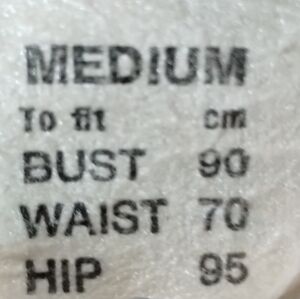 MEDIUM
To fit cm
BUST 90
WAIST 70
HIP 95